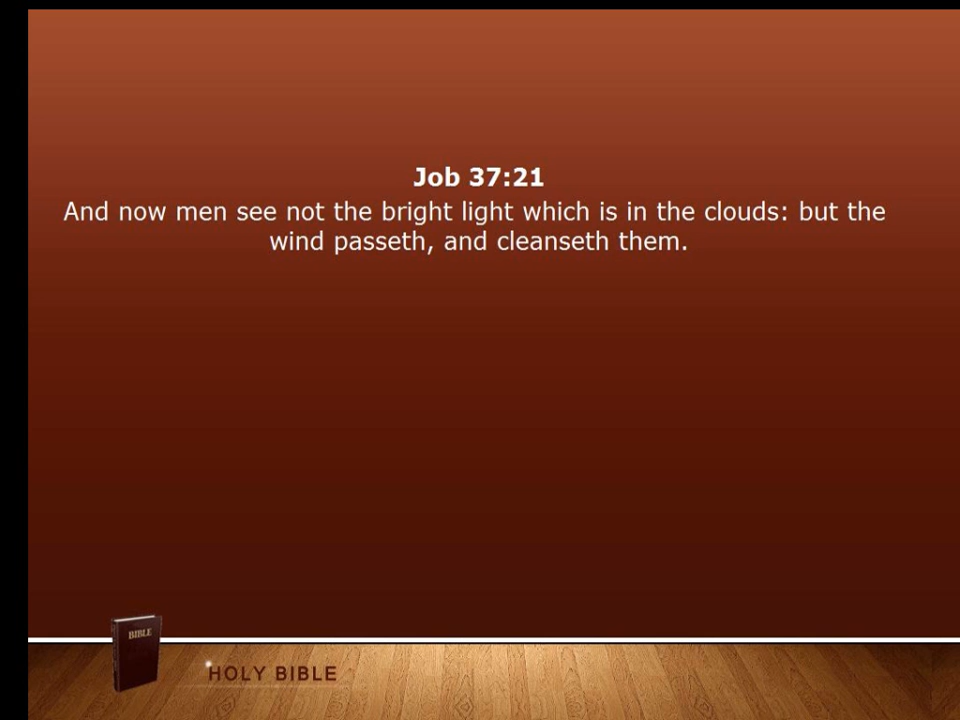 Job 37:21
And now men see not the bright light which is in the clouds: but the
wind passeth, and cleanseth them.
BIBLE
HOLY BIBLE